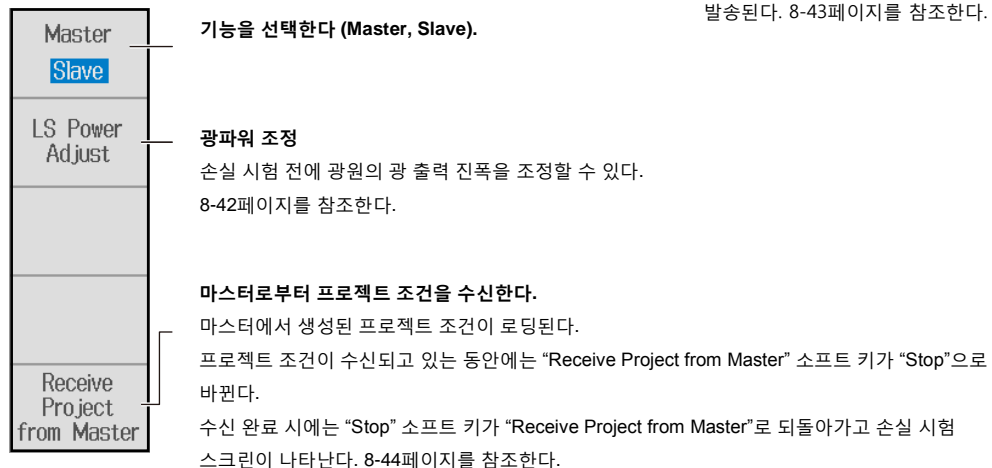 발송된다. 8-43페이지를 참조한다.
Master
Slave
기능을 선택한다 (Master, Slave).
LS Power
Adjust
광파워 조정
손실 시험 전에 광원의 광 출력 진폭을 조정할 수 있다.
8-42페이지를 참조한다.
Receive
Project
from Master
마스터로부터 프로젝트 조건을 수신한다.
마스터에서 생성된 프로젝트 조건이 로딩된다.
프로젝트 조건이 수신되고 있는 동안에는 “Receive Project from Master” 소프트 키가 “Stop”으로
바뀐다.
수신 완료 시에는 “Stop” 소프트 키가 “Receive Project from Master”로 되돌아가고 손실 시험
스크린이 나타난다. 8-44페이지를 참조한다.